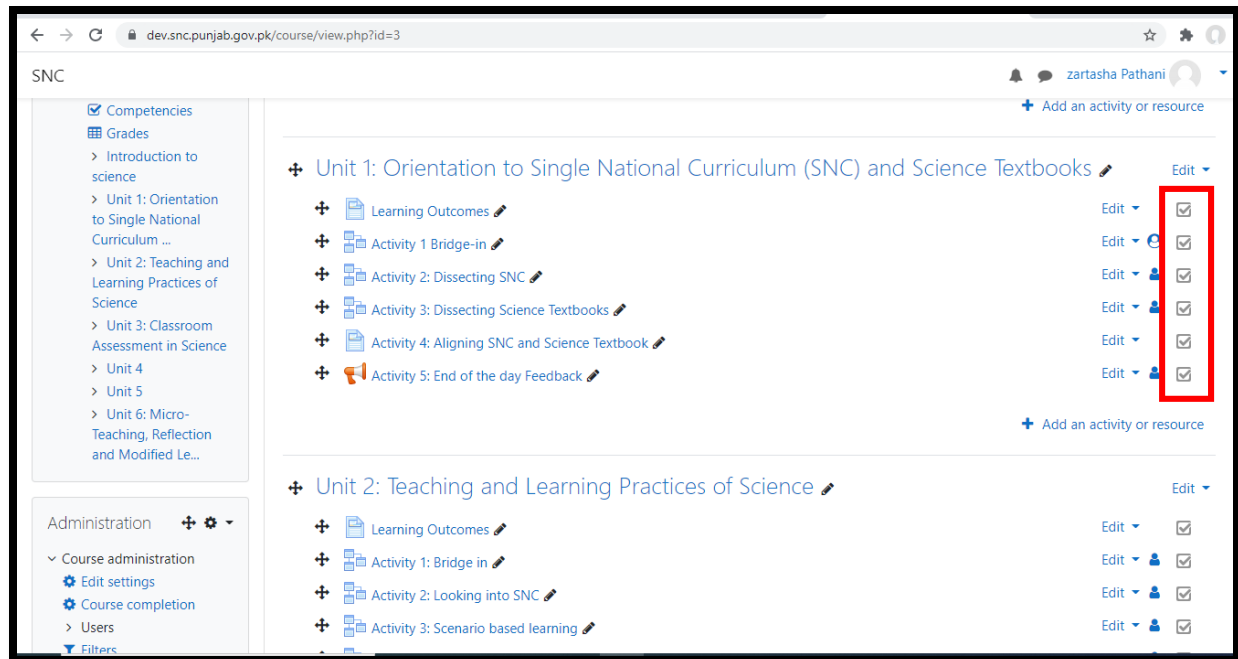 dev.snc.punjab.gov.pk/course/view.php?id=3
SNC
zartasha Pathani
Competencies
Grades
> Introduction to
science
> Unit 1: Orientation
to Single National
Curriculum ...
> Unit 2: Teaching and
Learning Practices of
Science
> Unit 3: Classroom
Assessment in Science
> Unit 4
> Unit 5
> Unit 6: Micro-
Teaching, Reflection
and Modified Le...
Administration
Course administration
Edit settings
Course completion
> Users
Filters
+ Add an activity or resource
Unit 1: Orientation to Single National Curriculum (SNC) and Science Textbooks Edit
Learning Outcomes Edit
Activity 1 Bridge-in Edit
Activity 2: Dissecting SNC Edit
Activity 3: Dissecting Science Textbooks Edit
Activity 4: Aligning SNC and Science Textbook Edit
Activity 5: End of the day Feedback Edit
+ Add an activity or resource
Unit 2: Teaching and Learning Practices of Science Edit
Learning Outcomes Edit
Activity 1: Bridge in Edit
Activity 2: Looking into SNC Edit
Activity 3: Scenario based learning Edit